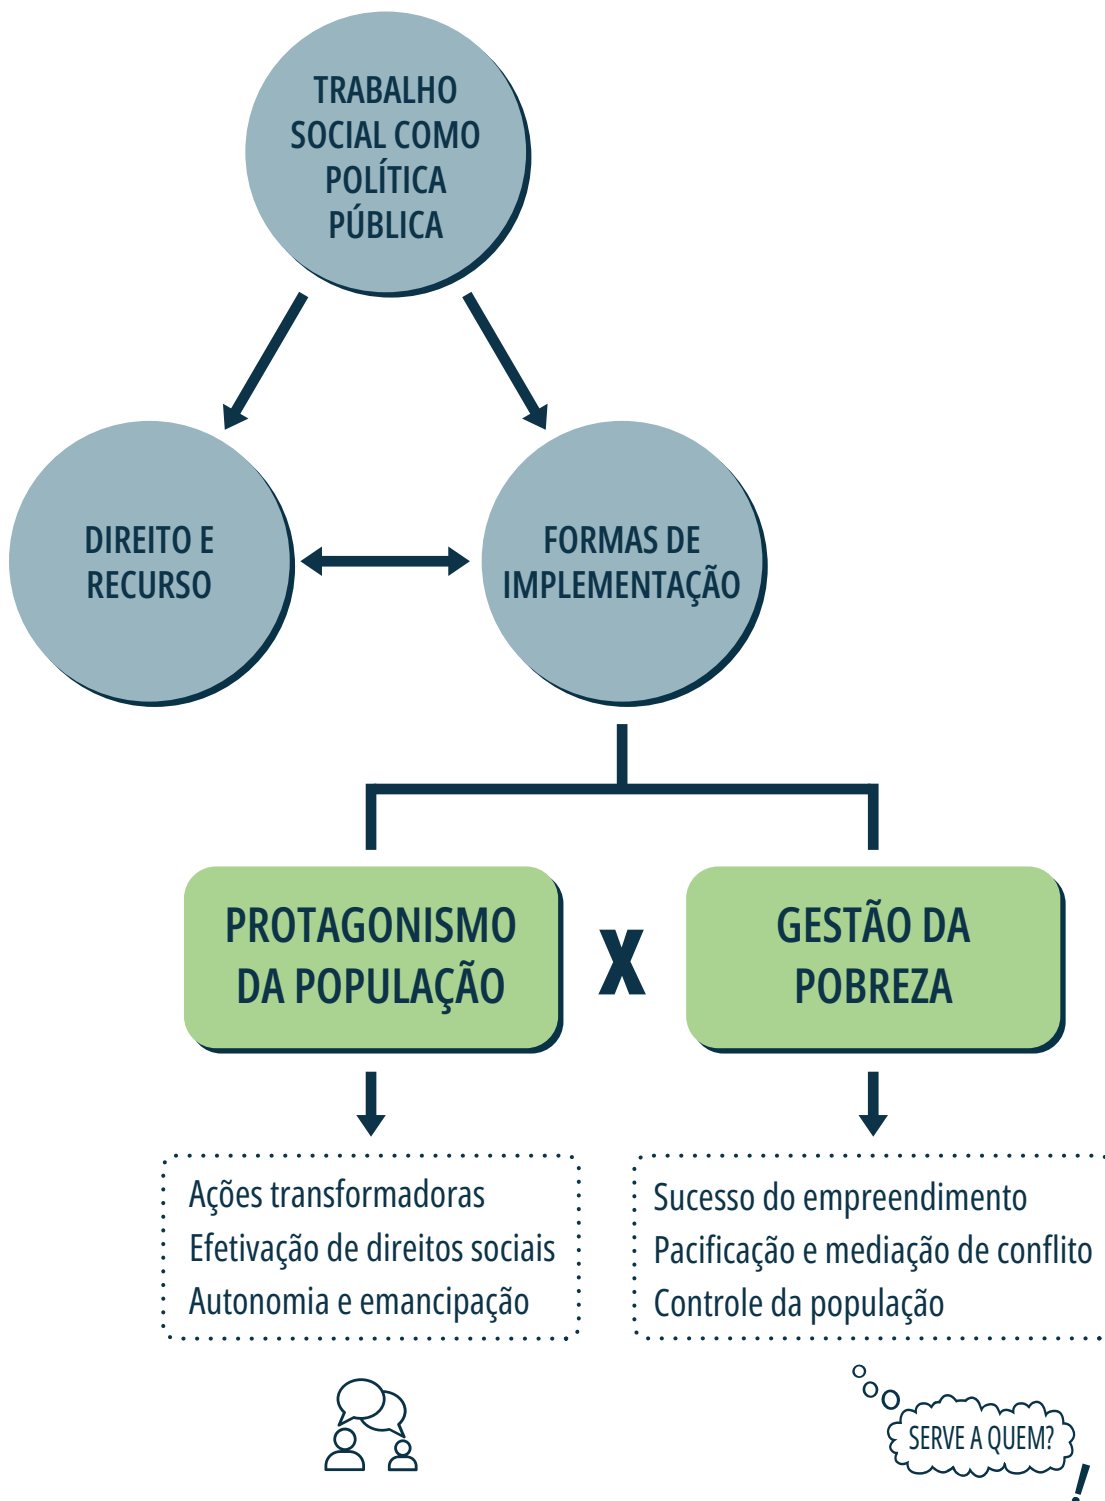 TRABALHO
SOCIAL COMO
POLÍTICA
PÚBLICA
DIREITO E
RECURSO
FORMAS DE
IMPLEMENTAÇÃO
PROTAGONISMO
DA POPULAÇÃO
X
GESTÃO DA
POBREZA
Ações transformadoras
Efetivação de direitos sociais
Autonomia e emancipação
Sucesso do empreendimento
Pacificação e mediação de conflito
Controle da população
SERVE A QUEM?
!